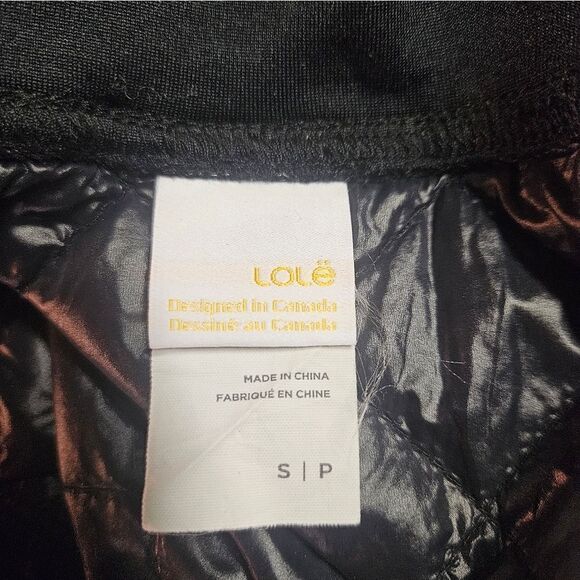 LOLë
Designed in Canada
Dessiné au Canada
MADE IN CHINA
FABRIQUÉ EN CHINE
S | P